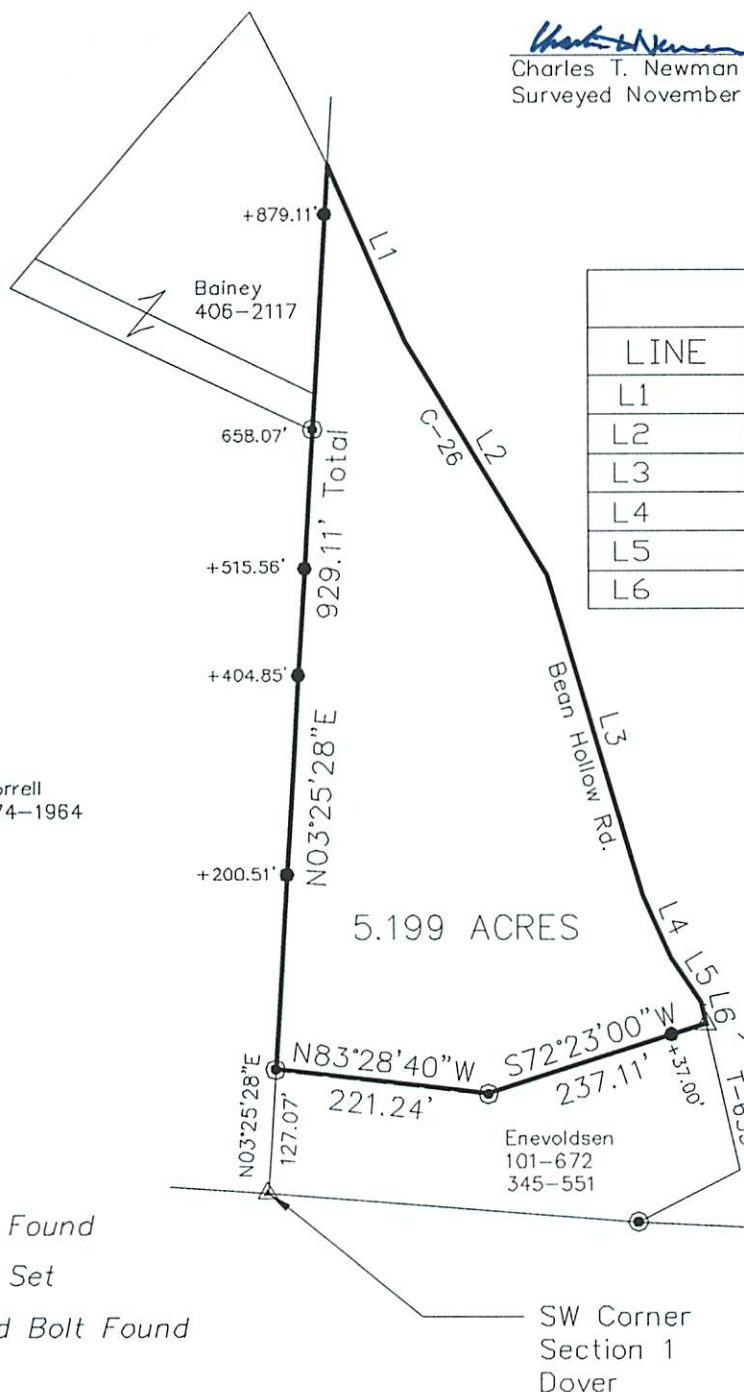 Charles T. Newman
Surveyed November
+879.11'
L1
Bainey
406-2117
LINE
L1
L2
L3
L4
L5
L6
L2
C-26
658.07'
929.11' Total
+515.56'
+404.85'
L3
Bean Hollow Rd.
N03°25'28"E
orrell
74-1964
+200.51'
5.199 ACRES
L4
L5
L6
N83°28'40"W
221.24'
S72°23'00"W
237.11'
+37.00'
N03°25'28"E
127.07'
Enevoldsen
101-672
345-551
Found
Set
d Bolt Found
SW Corner
Section 1
Dover